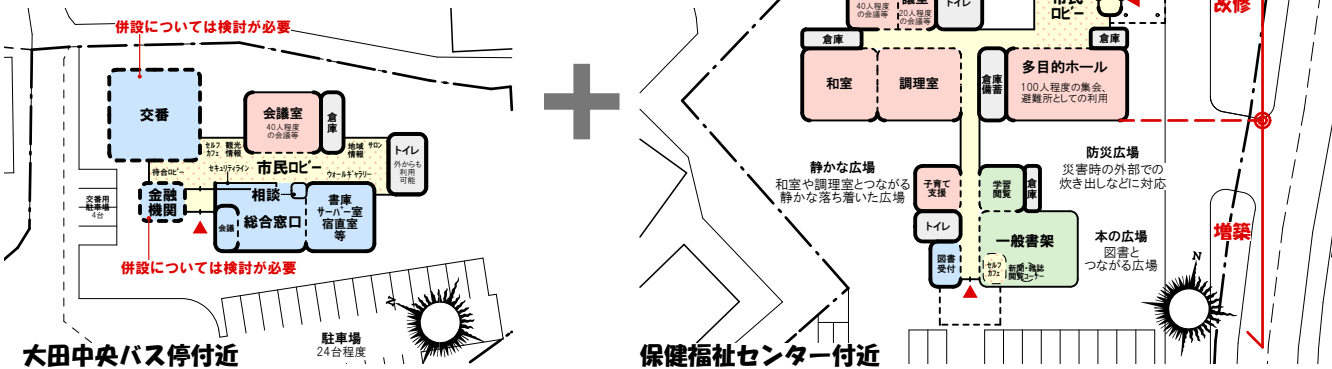 併設については検討が必要
交番
会議室
40人程度
の会議等
倉庫
トイレ
外からも
利用
可能
セルフ
カフェ
観光
情報
地域
情報
サロン
市民ロビー
セキュリティライン
ウォールギャラリー
待合ロビー
金融
機関
相談
総合窓口
会議
書庫
サーバー室
宿直室
等
交番用
駐車場
4台
併設については検討が必要
駐車場
24台程度
N
大田中央バス停付近
+
40人程度
の会議等
議室
20人程度
の会議等
トイレ
市民
ロビー
改修
倉庫
和室
調理室
倉庫
備蓄
倉庫
多目的ホール
100人程度の集会、
避難所としての利用
静かな広場
和室や調理室とつながる
静かな落ち着いた広場
防災広場
災害時の外部での
炊き出しなどに対応
子育て
支援
学習
閲覧
倉庫
トイレ
一般書架
図書
受付
セルフ
カフェ
新聞・雑誌
閲覧コーナー
本の広場
図書と
つながる広場
増築
N
保健福祉センター付近